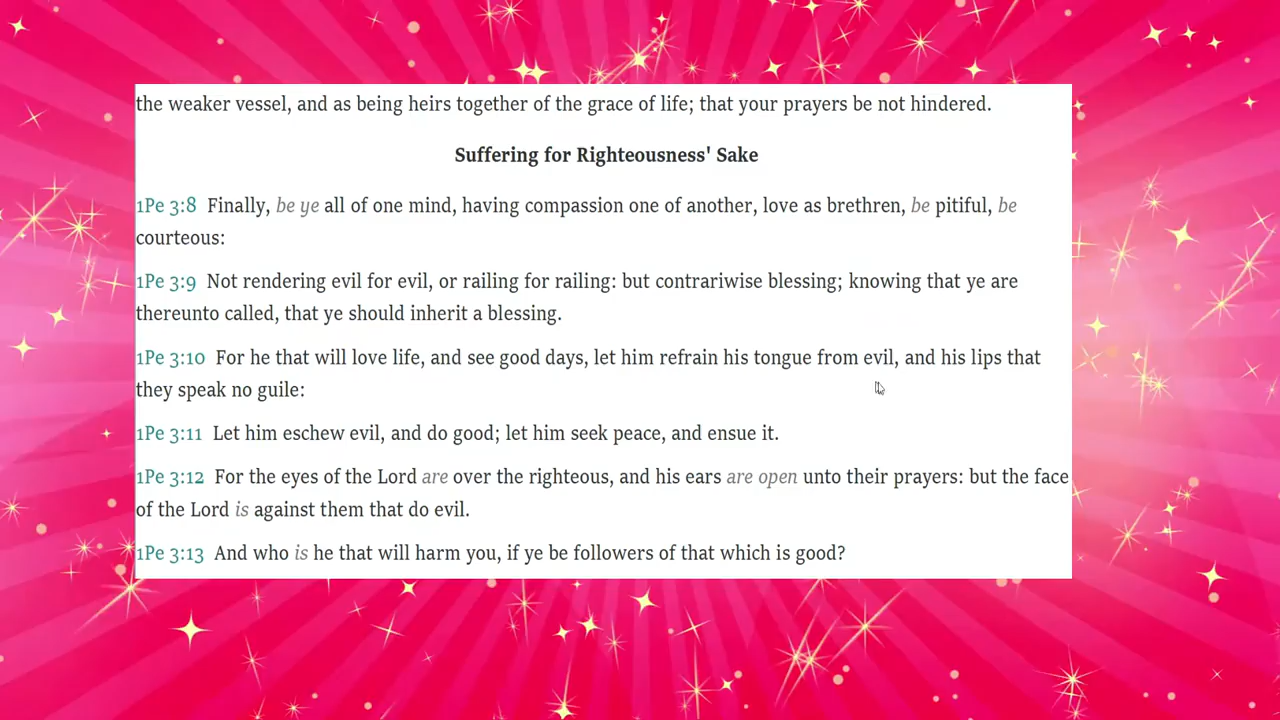 the weaker vessel, and as being heirs together of the grace of life; that your prayers be not hindered.
Suffering for Righteousness' Sake
1Pe 3:8 Finally, be ye all of one mind, having compassion one of another, love as brethren, be pitiful, be
courteous:
1Pe 3:9 Not rendering evil for evil, or railing for railing: but contrariwise blessing; knowing that ye are
thereunto called, that ye should inherit a blessing.
1Pe 3:10 For he that will love life, and see good days, let him refrain his tongue from evil, and his lips that
they speak no guile:
1Pe 3:11 Let him eschew evil, and do good; let him seek peace, and ensue it.
1Pe 3:12 For the eyes of the Lord are over the righteous, and his ears are open unto their prayers: but the face
of the Lord is against them that do evil.
1Pe 3:13 And who is he that will harm you, if ye be followers of that which is good?